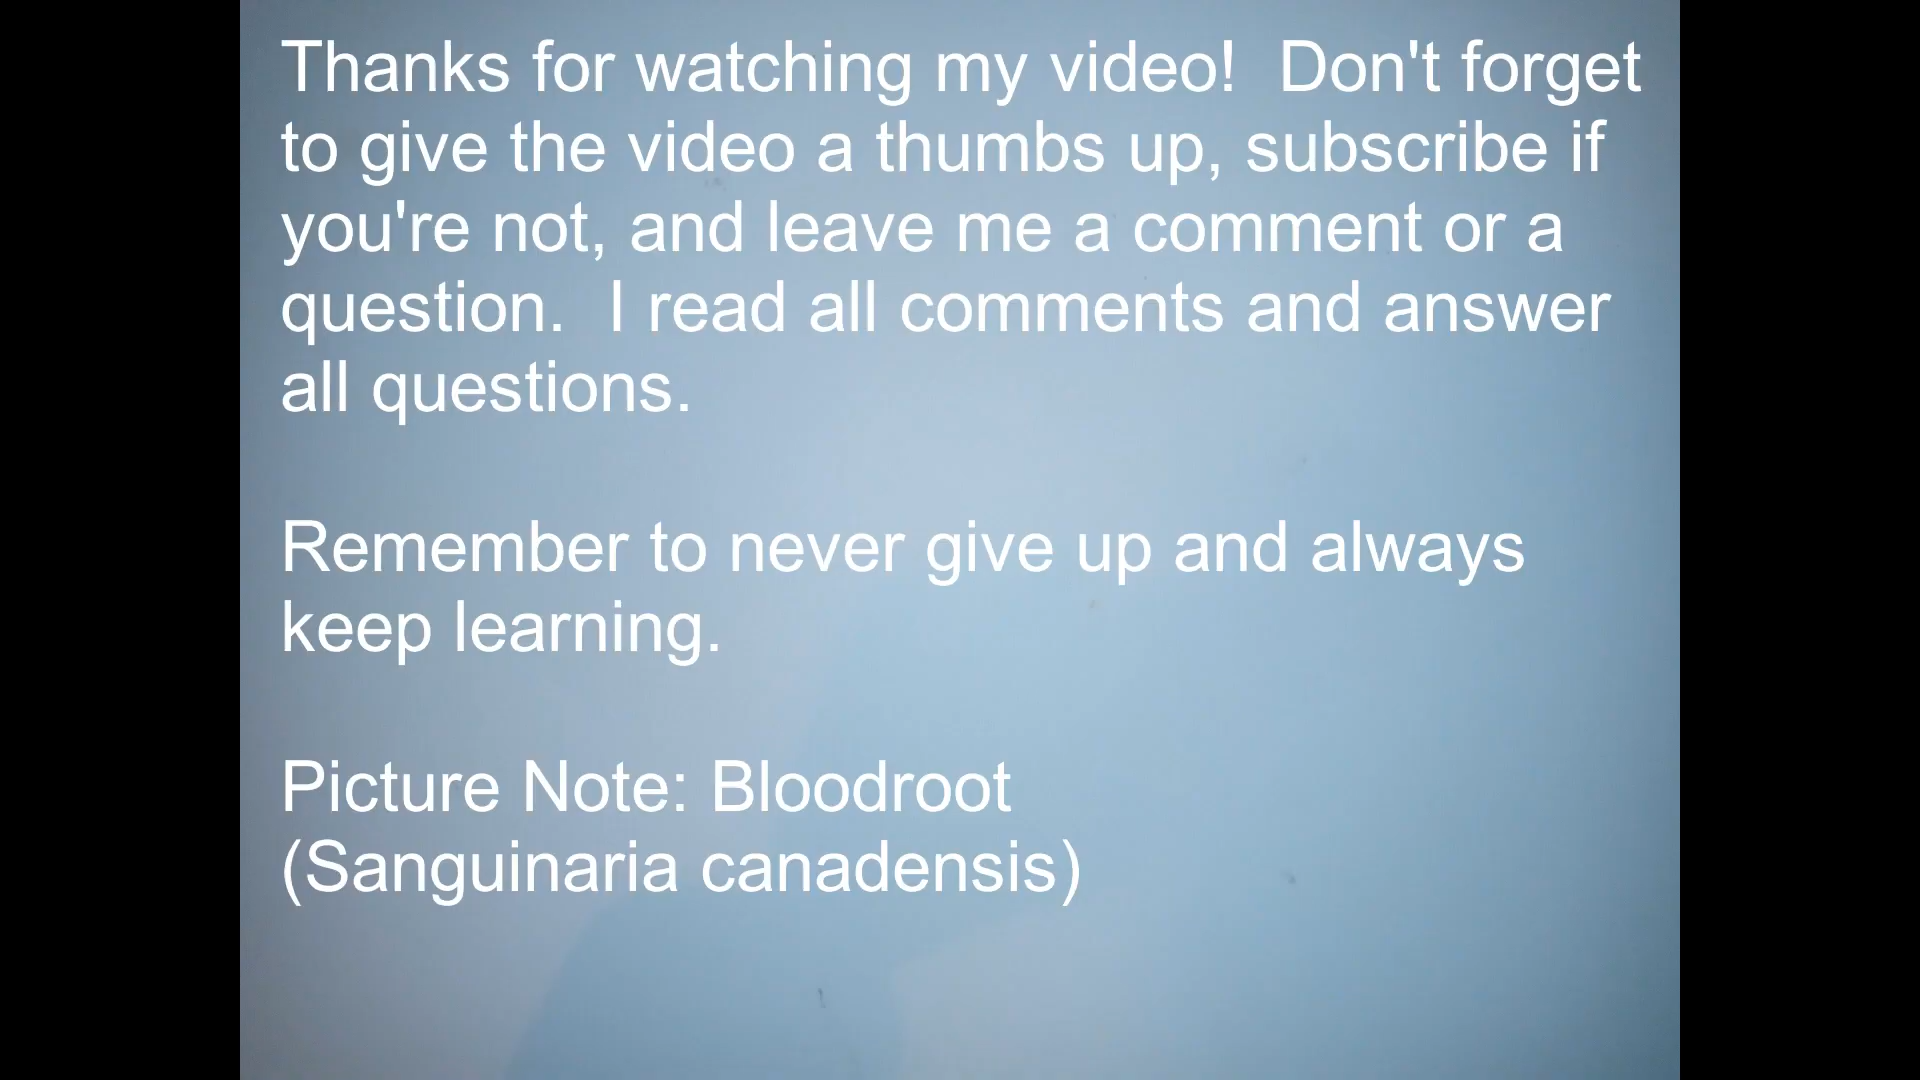 Thanks for watching my video!  Don't forget
to give the video a thumbs up, subscribe if
you're not, and leave me a comment or a
question.  I read all comments and answer
all questions.
Remember to never give up and always
keep learning.
Picture Note: Bloodroot
(Sanguinaria canadensis)